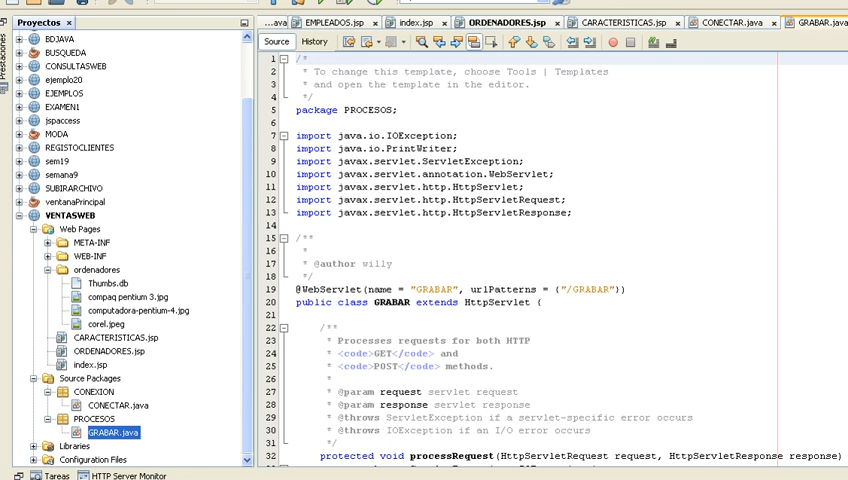 Proyectos
Prestaciones
BDJAVA
BUSQUEDA
CONSULTASWEB
ejemplo20
EJEMPLOS
EXAMEN1
jspaccess
MODA
REGISTOCLIENTES
sem19
semana9
SUBIRARCHIVO
ventanaPrincipal
VENTASWEB
Web Pages
META-INF
WEB-INF
ordenadores
Thumbs.db
compaq pentium 3.jpg
computadora-pentium-4.jpg
corel.jpeg
CARACTERISTICAS.jsp
ORDENADORES.jsp
index.jsp
Source Packages
CONEXION
CONECTAR.java
PROCESOS
GRABAR.java
Libraries
Configuration Files
Tareas HTTP Server Monitor
...ava EMPLEADOS.jsp index.jsp ORDENADORES.jsp CARACTERISTICAS.jsp CONECTAR.java GRABAR.java
Source History
1 /*
2 * To change this template, choose Tools | Templates
3 * and open the template in the editor.
4 */
5 package PROCESOS;
6
7 import java.io.IOException;
8 import java.io.PrintWriter;
9 import javax.servlet.ServletException;
10 import javax.servlet.annotation.WebServlet;
11 import javax.servlet.http.HttpServlet;
12 import javax.servlet.http.HttpServletRequest;
13 import javax.servlet.http.HttpServletResponse;
14
15 /**
16 *
17 * @author willy
18 */
19 @WebServlet(name = "GRABAR", urlPatterns = {"/GRABAR"})
20 public class GRABAR extends HttpServlet {
21
22 /**
23 * Processes requests for both HTTP
24 * <code>GET</code> and
25 * <code>POST</code> methods.
26 *
27 * @param request servlet request
28 * @param response servlet response
29 * @throws ServletException if a servlet-specific error occurs
30 * @throws IOException if an I/O error occurs
31 */
32 protected void processRequest(HttpServletRequest request, HttpServletResponse response)